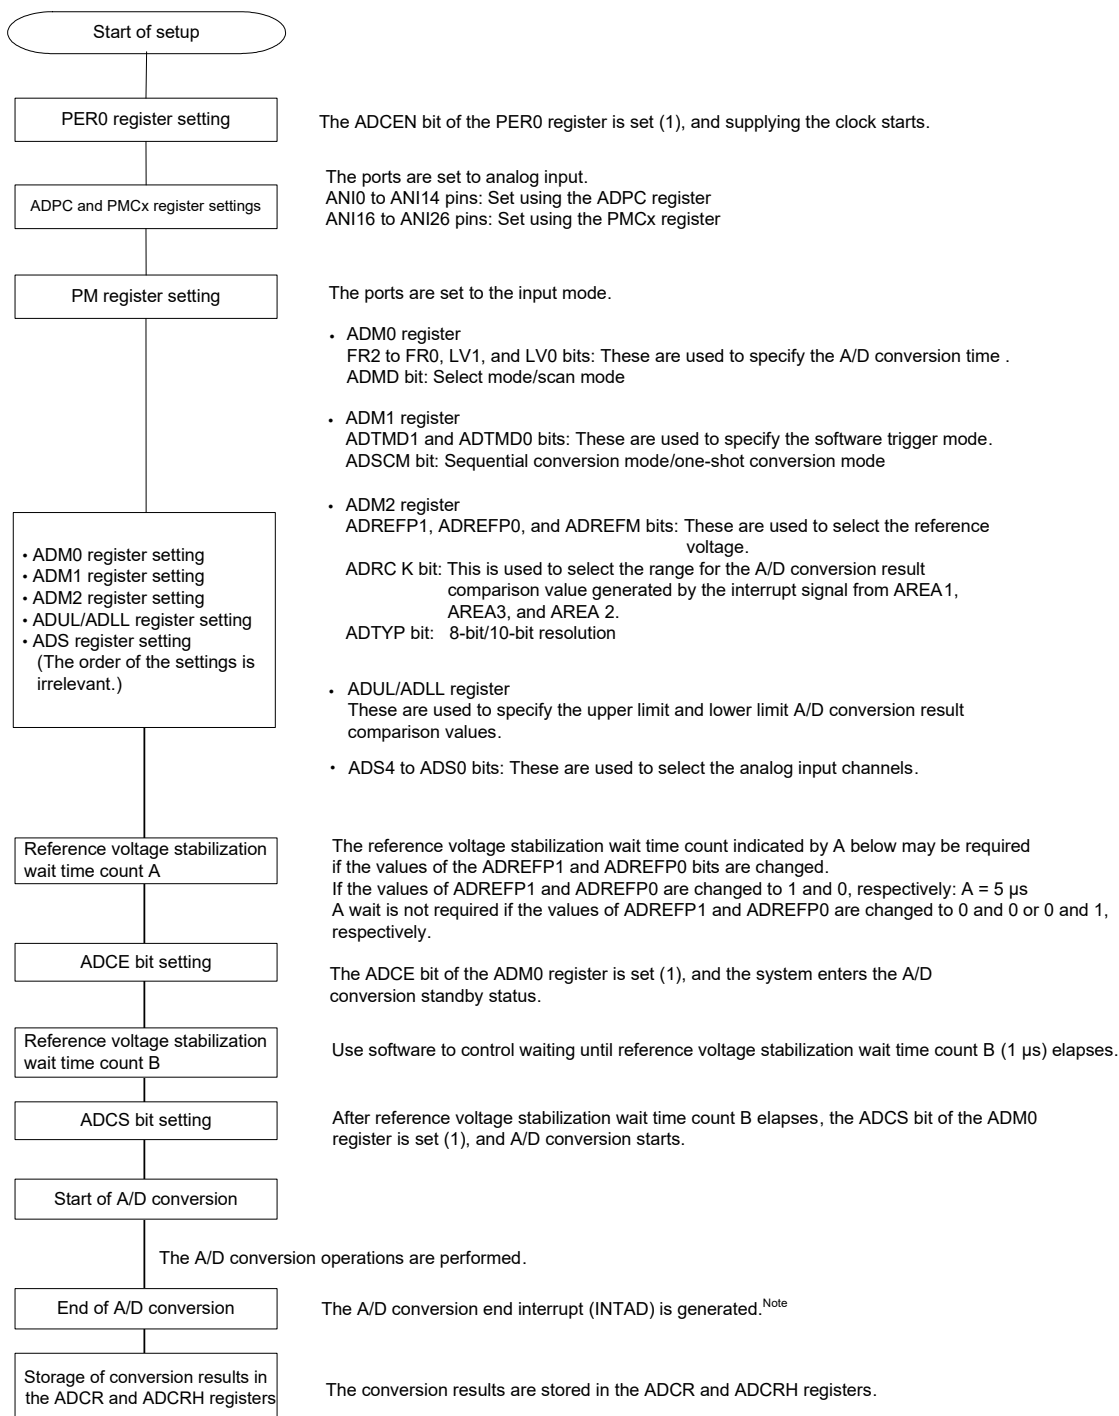 Start of setup
PER0 register setting
The ADCEN bit of the PER0 register is set (1), and supplying the clock starts.
ADPC and PMCx register settings
The ports are set to analog input.
ANI0 to ANI14 pins: Set using the ADPC register
ANI16 to ANI26 pins: Set using the PMCx register
PM register setting
The ports are set to the input mode.
• ADM0 register
FR2 to FR0, LV1, and LV0 bits: These are used to specify the A/D conversion time .
ADMD bit: Select mode/scan mode
• ADM1 register
ADTMD1 and ADTMD0 bits: These are used to specify the software trigger mode.
ADSCM bit: Sequential conversion mode/one-shot conversion mode
• ADM2 register
ADREFP1, ADREFP0, and ADREFM bits: These are used to select the reference
voltage.
ADRC K bit: This is used to select the range for the A/D conversion result
comparison value generated by the interrupt signal from AREA1,
AREA3, and AREA 2.
ADTYP bit: 8-bit/10-bit resolution
• ADUL/ADLL register
These are used to specify the upper limit and lower limit A/D conversion result
comparison values.
• ADS4 to ADS0 bits: These are used to select the analog input channels.
• ADM0 register setting
• ADM1 register setting
• ADM2 register setting
• ADUL/ADLL register setting
• ADS register setting
(The order of the settings is
irrelevant.)
Reference voltage stabilization
wait time count A
The reference voltage stabilization wait time count indicated by A below may be required
if the values of the ADREFP1 and ADREFP0 bits are changed.
If the values of ADREFP1 and ADREFP0 are changed to 1 and 0, respectively: A = 5 µs
A wait is not required if the values of ADREFP1 and ADREFP0 are changed to 0 and 0 or 0 and 1,
respectively.
ADCE bit setting
The ADCE bit of the ADM0 register is set (1), and the system enters the A/D
conversion standby status.
Reference voltage stabilization
wait time count B
Use software to control waiting until reference voltage stabilization wait time count B (1 µs) elapses.
ADCS bit setting
After reference voltage stabilization wait time count B elapses, the ADCS bit of the ADM0
register is set (1), and A/D conversion starts.
Start of A/D conversion
The A/D conversion operations are performed.
End of A/D conversion
The A/D conversion end interrupt (INTAD) is generated.Note
Storage of conversion results in
the ADCR and ADCRH registers
The conversion results are stored in the ADCR and ADCRH registers.